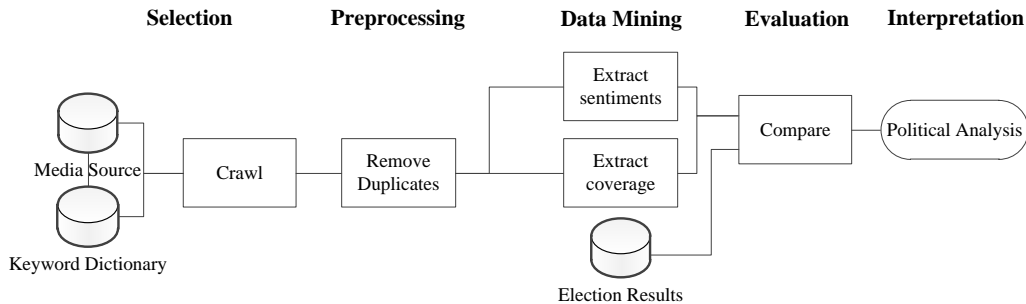 Selection
Preprocessing
Data Mining
Evaluation
Interpretation
Media Source
Keyword Dictionary
Crawl
Remove
Duplicates
Extract
sentiments
Extract
coverage
Election Results
Compare
Political Analysis